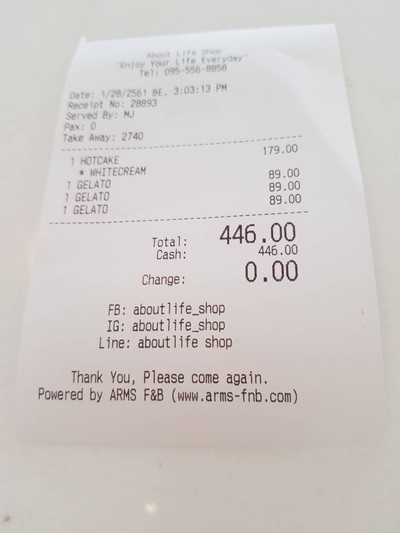 About Life Shop
"Enjoy Your Life Everyday"
Tel: 095-556-8858
Date: 1/28/2561 BE, 3:03:13 PM
Receipt No: 28893
Served By: MJ
Pax: 0
Take Away: 2740
1 HOTCAKE 179.00
* WHITECREAM
1 GELATO 89.00
1 GELATO 89.00
1 GELATO 89.00
Total: 446.00
Cash: 446.00
Change: 0.00
FB: aboutlife_shop
IG: aboutlife_shop
Line: aboutlife shop
Thank You, Please come again.
Powered by ARMS F&B (www.arms-fnb.com)